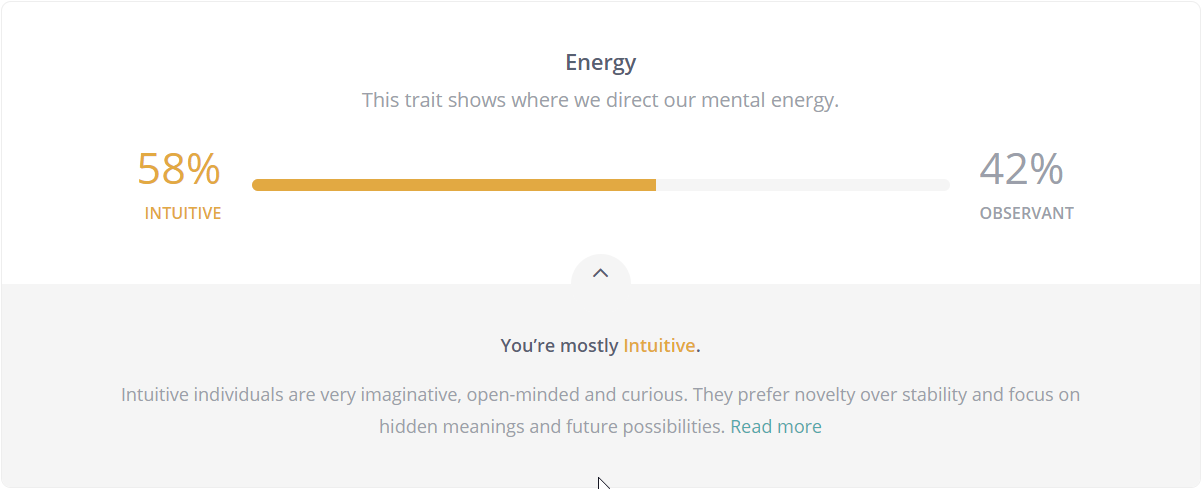 Energy
This trait shows where we direct our mental energy.
58%
42%
INTUITIVE
OBSERVANT
You’re mostly Intuitive.
Intuitive individuals are very imaginative, open-minded and curious. They prefer novelty over stability and focus on
hidden meanings and future possibilities. Read more